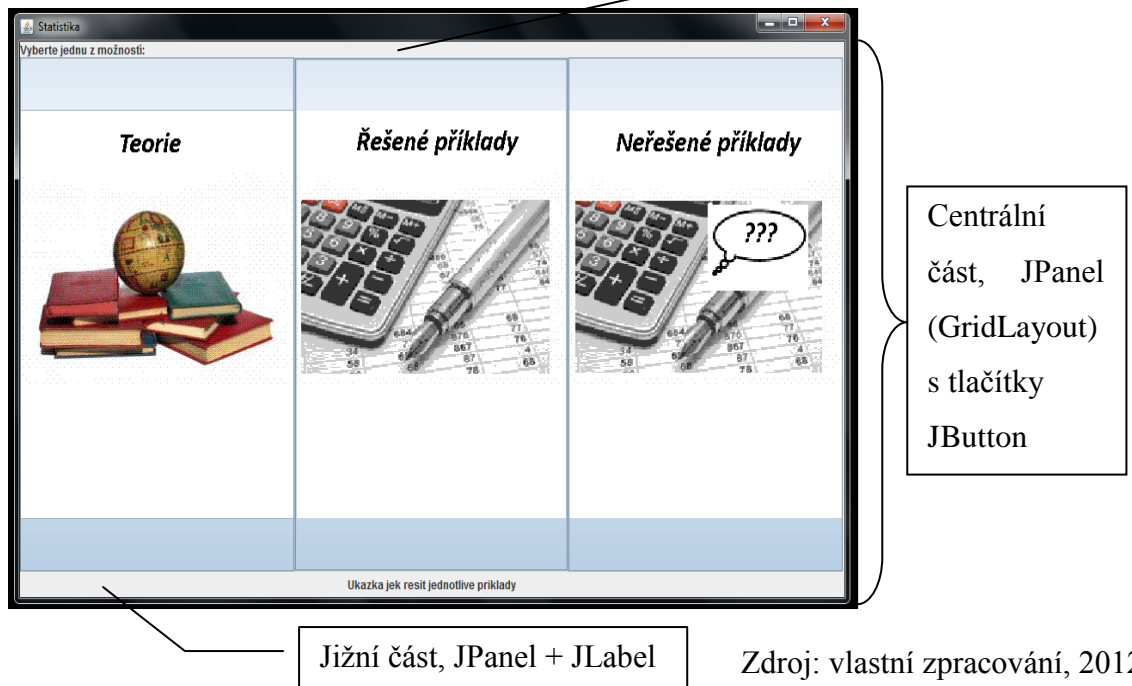 Statistika
Vyberte jednu z možností:
Teorie
Řešené příklady
Neřešené příklady
???
Ukazka jek resit jednotlive priklady
Centrální
část, JPanel
(GridLayout)
s tlačítky
JButton
Jižní část, JPanel + JLabel
Zdroj: vlastní zpracování, 2012